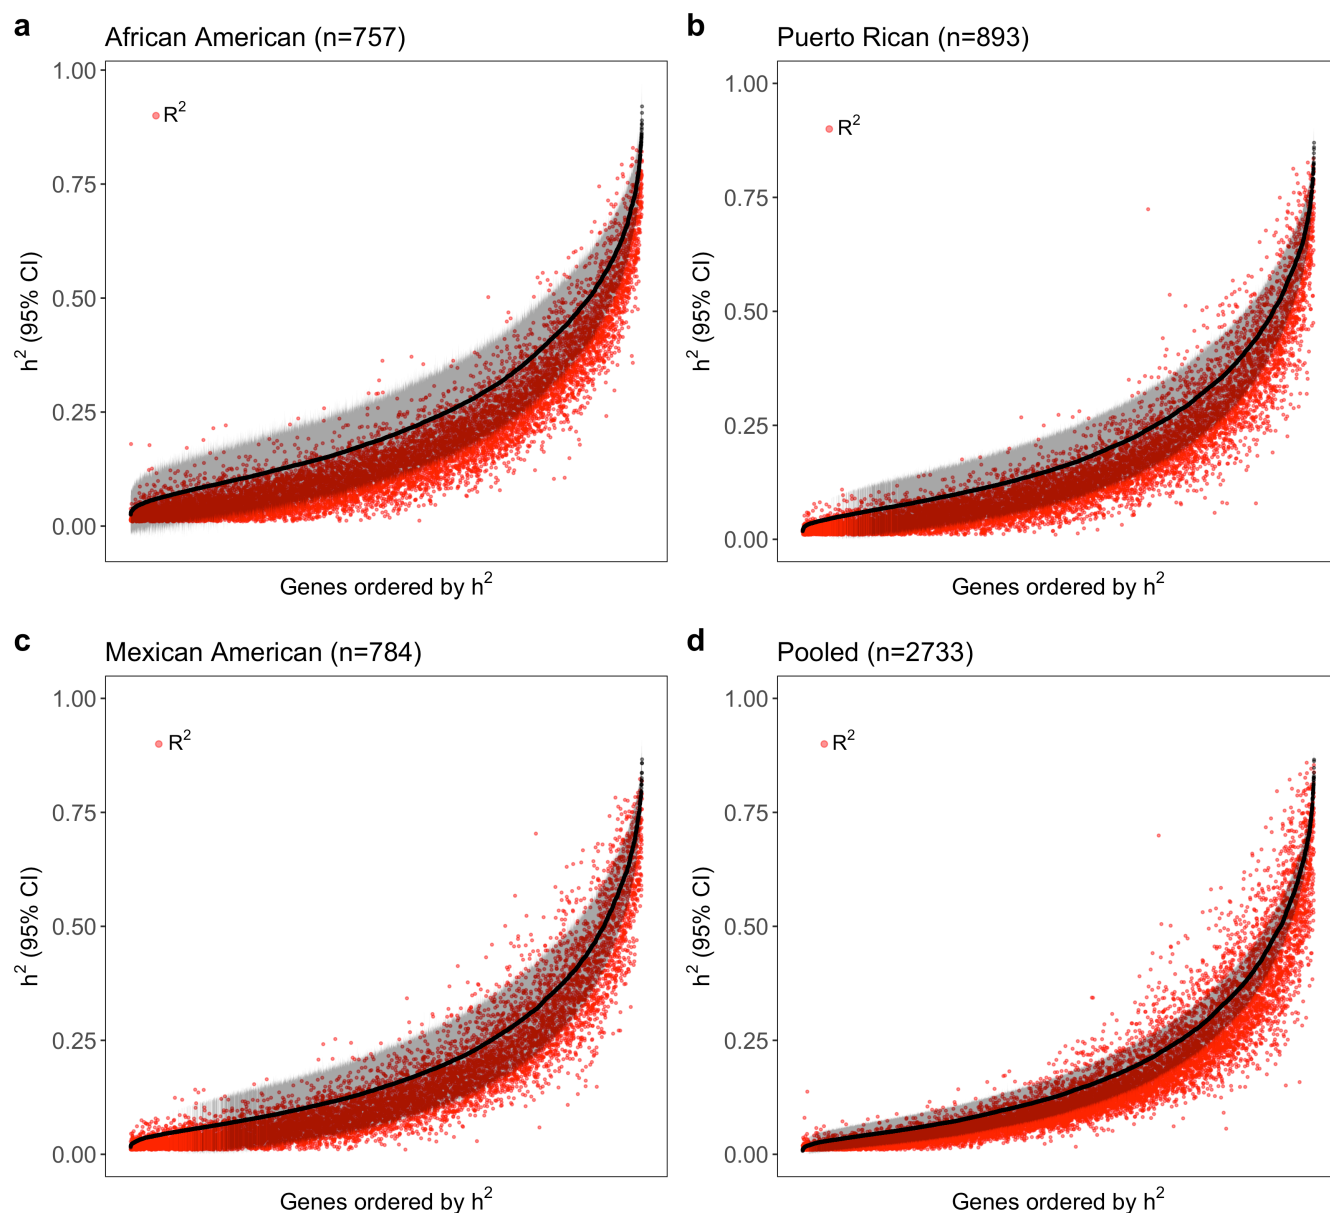 a
African American (n=757)
1.00
0.75
0.50
0.25
0.00
h² (95% CI)
R²
Genes ordered by h²
b
Puerto Rican (n=893)
1.00
0.75
0.50
0.25
0.00
h² (95% CI)
R²
Genes ordered by h²
c
Mexican American (n=784)
1.00
0.75
0.50
0.25
0.00
h² (95% CI)
R²
Genes ordered by h²
d
Pooled (n=2733)
1.00
0.75
0.50
0.25
0.00
h² (95% CI)
R²
Genes ordered by h²